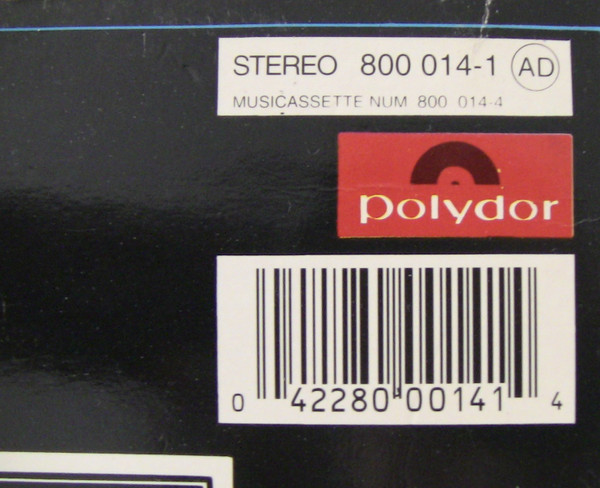 STEREO 800 014-1 AD
MUSICASSETTE NUM 800 014-4
polydor
0 42280 00141 4